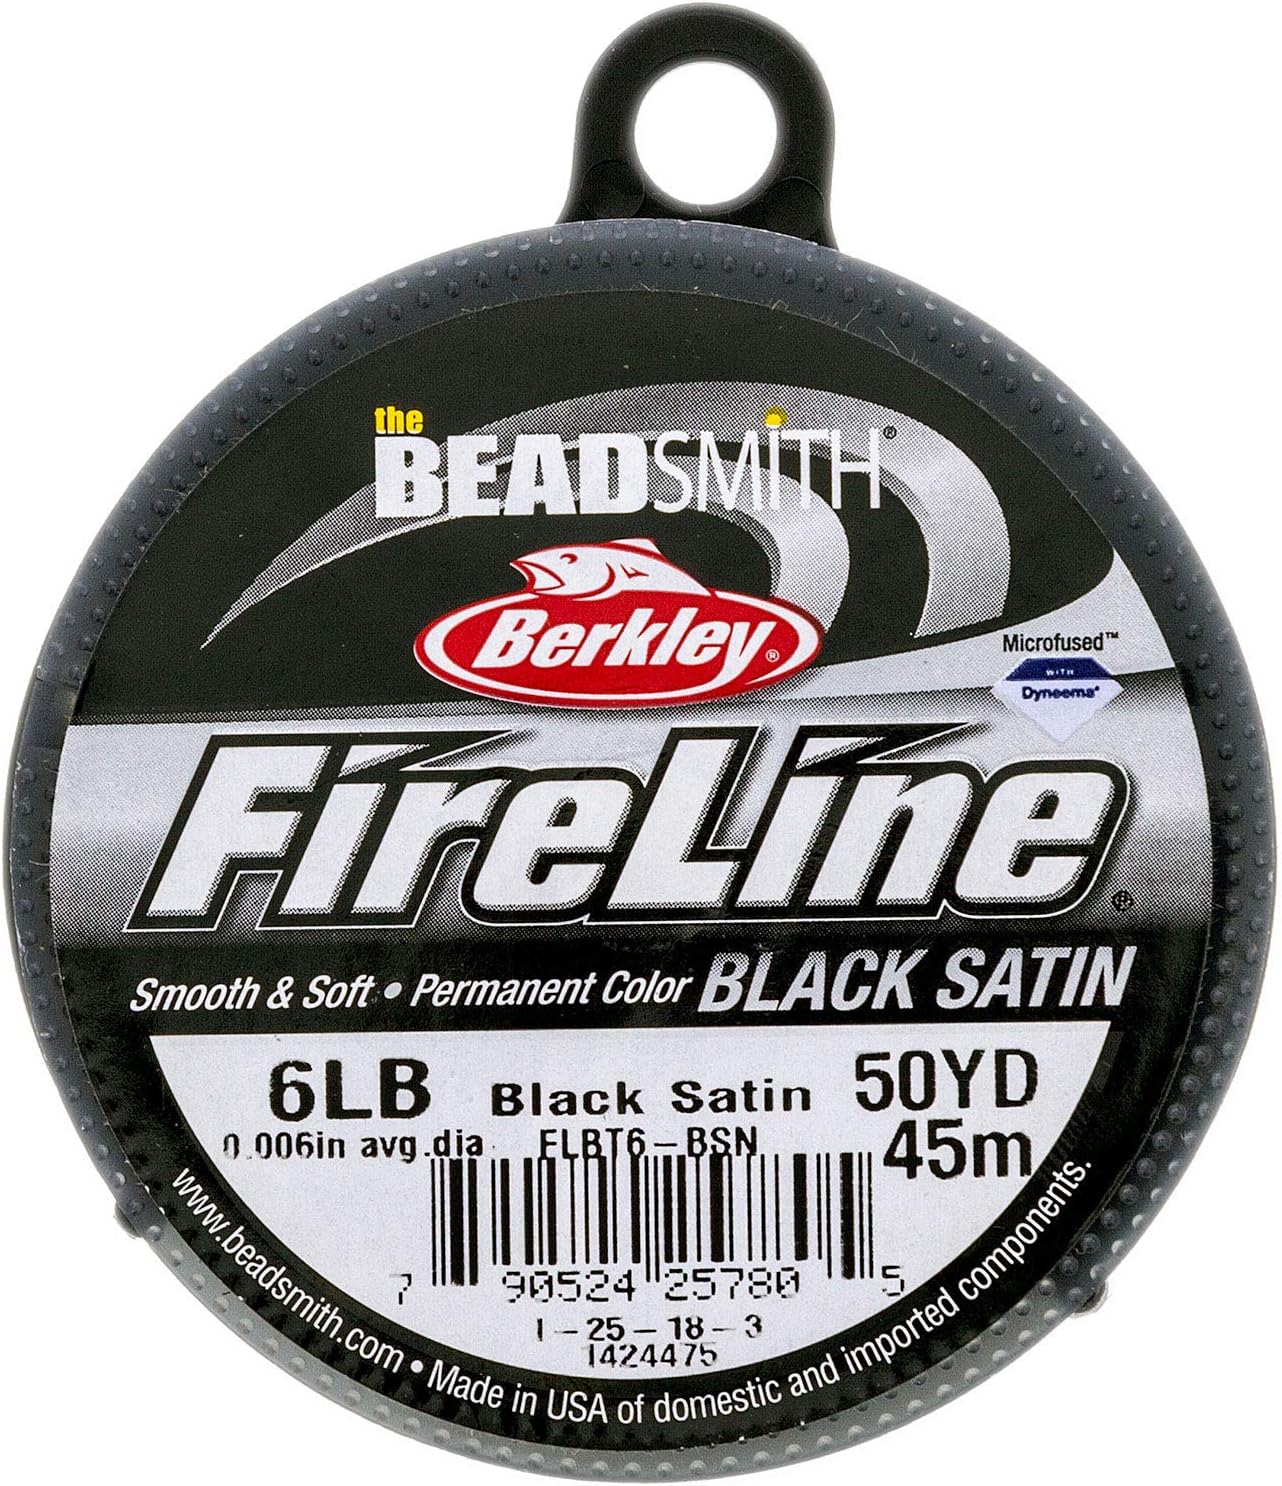 the
BEADSMITH®
Berkley®
Microfused™
WITH
Dyneema®
FireLine®
Smooth & Soft • Permanent Color BLACK SATIN
6LB Black Satin 50YD
0.006in avg.dia FLBT6-BSN 45m
7 90524 25780 5
1-25-18-3
1424475
www.beadsmith.com • Made in USA of domestic and imported components.